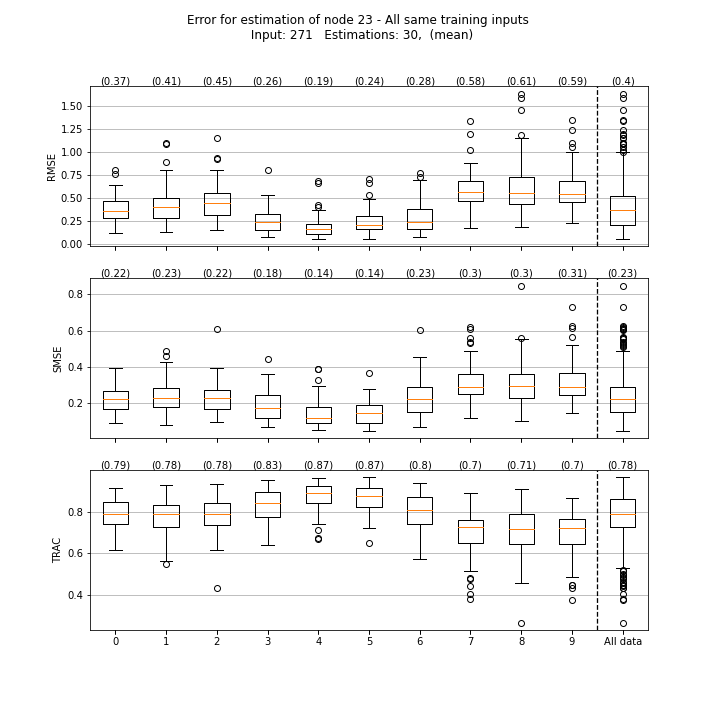 Error for estimation of node 23 - All same training inputs
Input: 271   Estimations: 30,  (mean)
(0.37) (0.41) (0.45) (0.26) (0.19) (0.24) (0.28) (0.58) (0.61) (0.59) (0.4)
1.50
1.25
1.00
RMSE
0.75
0.50
0.25
0.00
(0.22) (0.23) (0.22) (0.18) (0.14) (0.14) (0.23) (0.3) (0.3) (0.31) (0.23)
0.8
0.6
SMSE
0.4
0.2
(0.79) (0.78) (0.78) (0.83) (0.87) (0.87) (0.8) (0.7) (0.71) (0.7) (0.78)
0.8
TRAC
0.6
0.4
0 1 2 3 4 5 6 7 8 9 All data